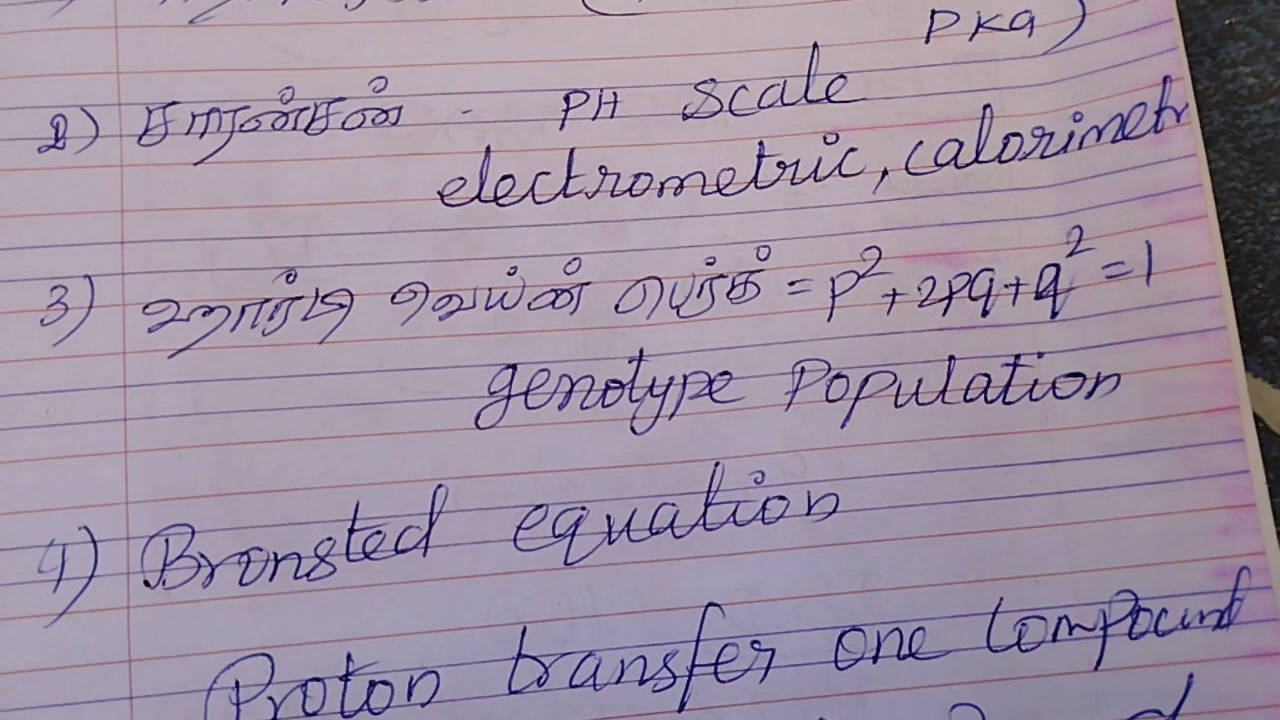 PKa)
2) சாரன்சன் - PH Scale
electrometric, calorimetr
3) ஹார்டி வெய்ண் பெர்க் = p² + 2pq + q² = 1
genotype Population
4) Bronsted equation
Proton transfer one compound